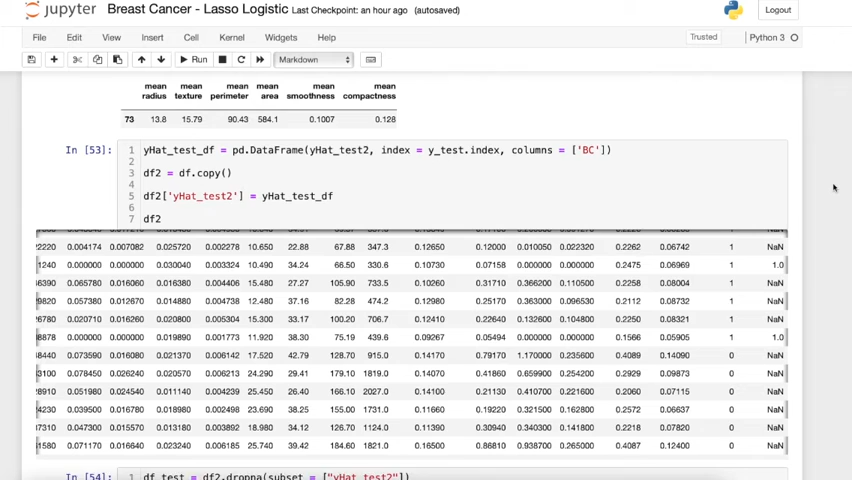 jupyter Breast Cancer - Lasso Logistic Last Checkpoint: an hour ago (autosaved) Logout
File Edit View Insert Cell Kernel Widgets Help Trusted Python 3
Run Markdown
mean radius mean texture mean perimeter mean area mean smoothness mean compactness
73 13.8 15.79 90.43 584.1 0.1007 0.128
In [53]: 1 yHat_test_df = pd.DataFrame(yHat_test2, index = y_test.index, columns = ['BC'])
2
3 df2 = df.copy()
4
5 df2['yHat_test2'] = yHat_test_df
6
7 df2
22220 0.004174 0.007082 0.025720 0.002278 10.650 22.88 67.88 347.3 0.12650 0.12000 0.010050 0.022320 0.2262 0.06742 1 NaN
1240 0.000000 0.000000 0.030040 0.003324 10.490 34.24 66.50 330.6 0.10730 0.07158 0.000000 0.000000 0.2475 0.06969 1 1.0
36390 0.065780 0.016060 0.016380 0.004406 15.480 27.27 105.90 733.5 0.10260 0.31710 0.366200 0.110500 0.2258 0.08004 1 NaN
29820 0.057380 0.012670 0.014880 0.004738 12.480 37.16 82.28 474.2 0.12980 0.25170 0.363000 0.096530 0.2112 0.08732 1 NaN
26780 0.020710 0.016260 0.020800 0.005304 15.300 33.17 100.20 706.7 0.12410 0.22640 0.132600 0.104800 0.2250 0.08321 1 NaN
38878 0.000000 0.000000 0.019890 0.001773 11.920 38.30 75.19 439.6 0.09267 0.05494 0.000000 0.000000 0.1566 0.05905 1 1.0
48440 0.073590 0.016080 0.021370 0.006142 17.520 42.79 128.70 915.0 0.14170 0.79170 1.170000 0.235600 0.4089 0.14090 0 NaN
33100 0.078450 0.026240 0.020570 0.006213 24.290 29.41 179.10 1819.0 0.14070 0.41860 0.659900 0.254200 0.2929 0.09873 0 NaN
28910 0.051980 0.024540 0.011140 0.004239 25.450 26.40 166.10 2027.0 0.14100 0.21130 0.410700 0.221600 0.2060 0.07115 0 NaN
24230 0.039500 0.016780 0.018980 0.002498 23.690 38.25 155.00 1731.0 0.11660 0.19220 0.321500 0.162800 0.2572 0.06637 0 NaN
37310 0.047300 0.015570 0.013180 0.003892 18.980 34.12 126.70 1124.0 0.11390 0.30940 0.340300 0.141800 0.2218 0.07820 0 NaN
31580 0.071170 0.016640 0.023240 0.006185 25.740 39.42 184.60 1821.0 0.16500 0.86810 0.938700 0.265000 0.4087 0.12400 0 NaN
In [54]: 1 df_test = df2.dropna(subset = ["yHat_test2"])